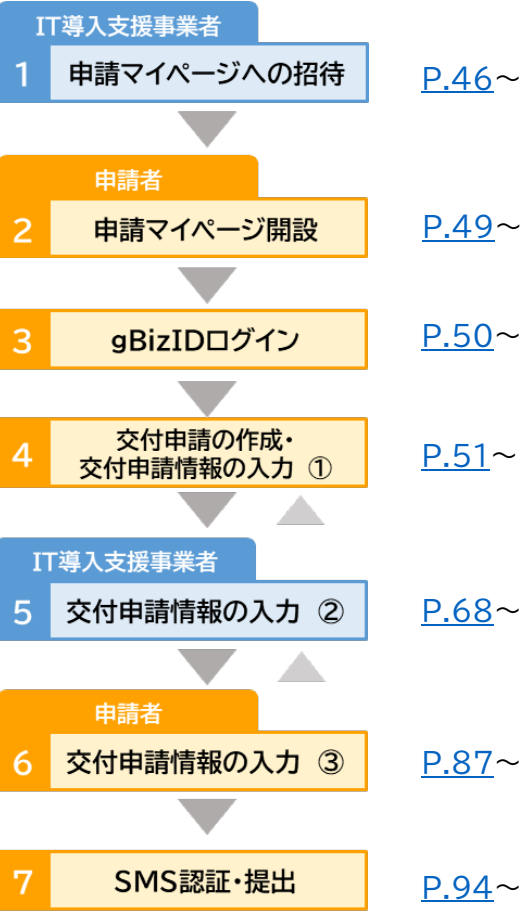 IT導入支援事業者
1 申請マイページへの招待 P.46～
申請者
2 申請マイページ開設 P.49～
3 gBizIDログイン P.50～
4 交付申請の作成・
交付申請情報の入力 ① P.51～
IT導入支援事業者
5 交付申請情報の入力 ② P.68～
申請者
6 交付申請情報の入力 ③ P.87～
7 SMS認証・提出 P.94～